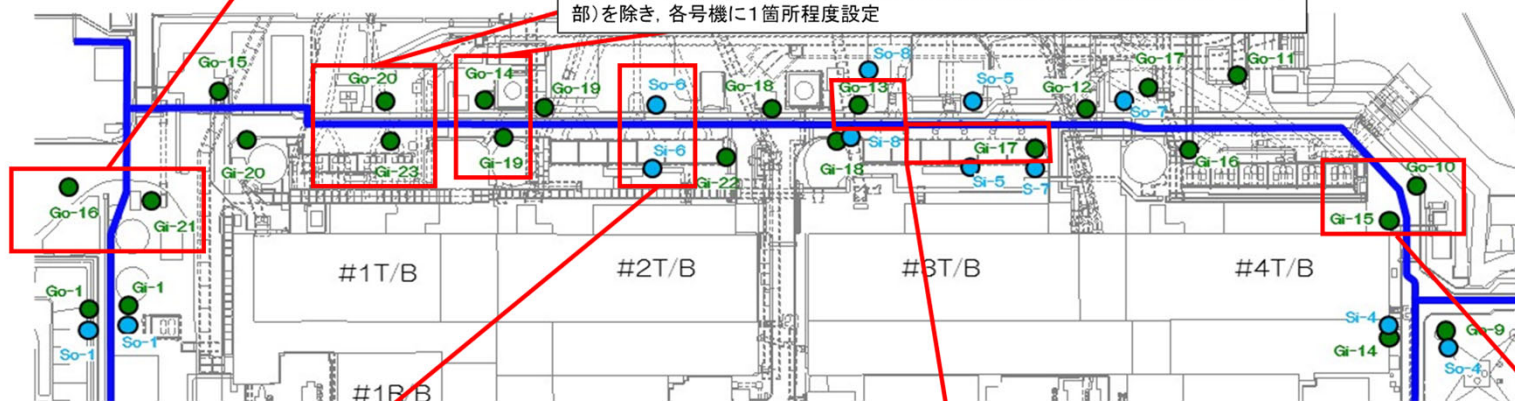 部)を除き,各号機に1箇所程度設定
So-8
Go-15
Go-20
Go-14
Go-19
So-6
Go-18
Go-13
So-5
Go-12
Go-17
So-7
Go-11
Gi-20
Gi-23
Gi-19
Si-6
Gi-22
Gi-18
Si-8
Gi-17
Si-5
S-7
Gi-16
Go-10
Gi-15
Go-16
Gi-21
#1T/B
#2T/B
#3T/B
#4T/B
Go-1
Gi-1
So-1
So-1
Si-4
Gi-14
Go-9
So-4
#1R/B